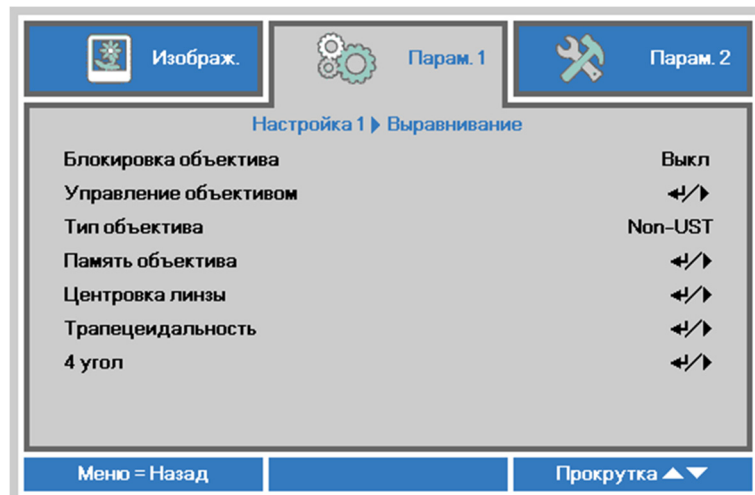 Изображ.
Парам. 1
Парам. 2
Настройка 1 ▶ Выравнивание
Блокировка объектива Выкл
Управление объективом ↵/▶
Тип объектива Non-UST
Память объектива ↵/▶
Центровка линзы ↵/▶
Трапецеидальность ↵/▶
4 угол ↵/▶
Меню = Назад
Прокрутка ▲▼